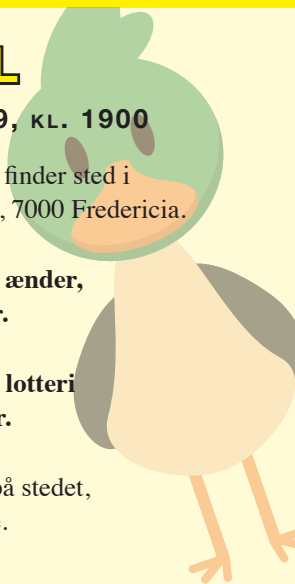 L
9, KL. 1900
finder sted i
, 7000 Fredericia.
ænder,
r.
lotteri
r.
på stedet,
e.